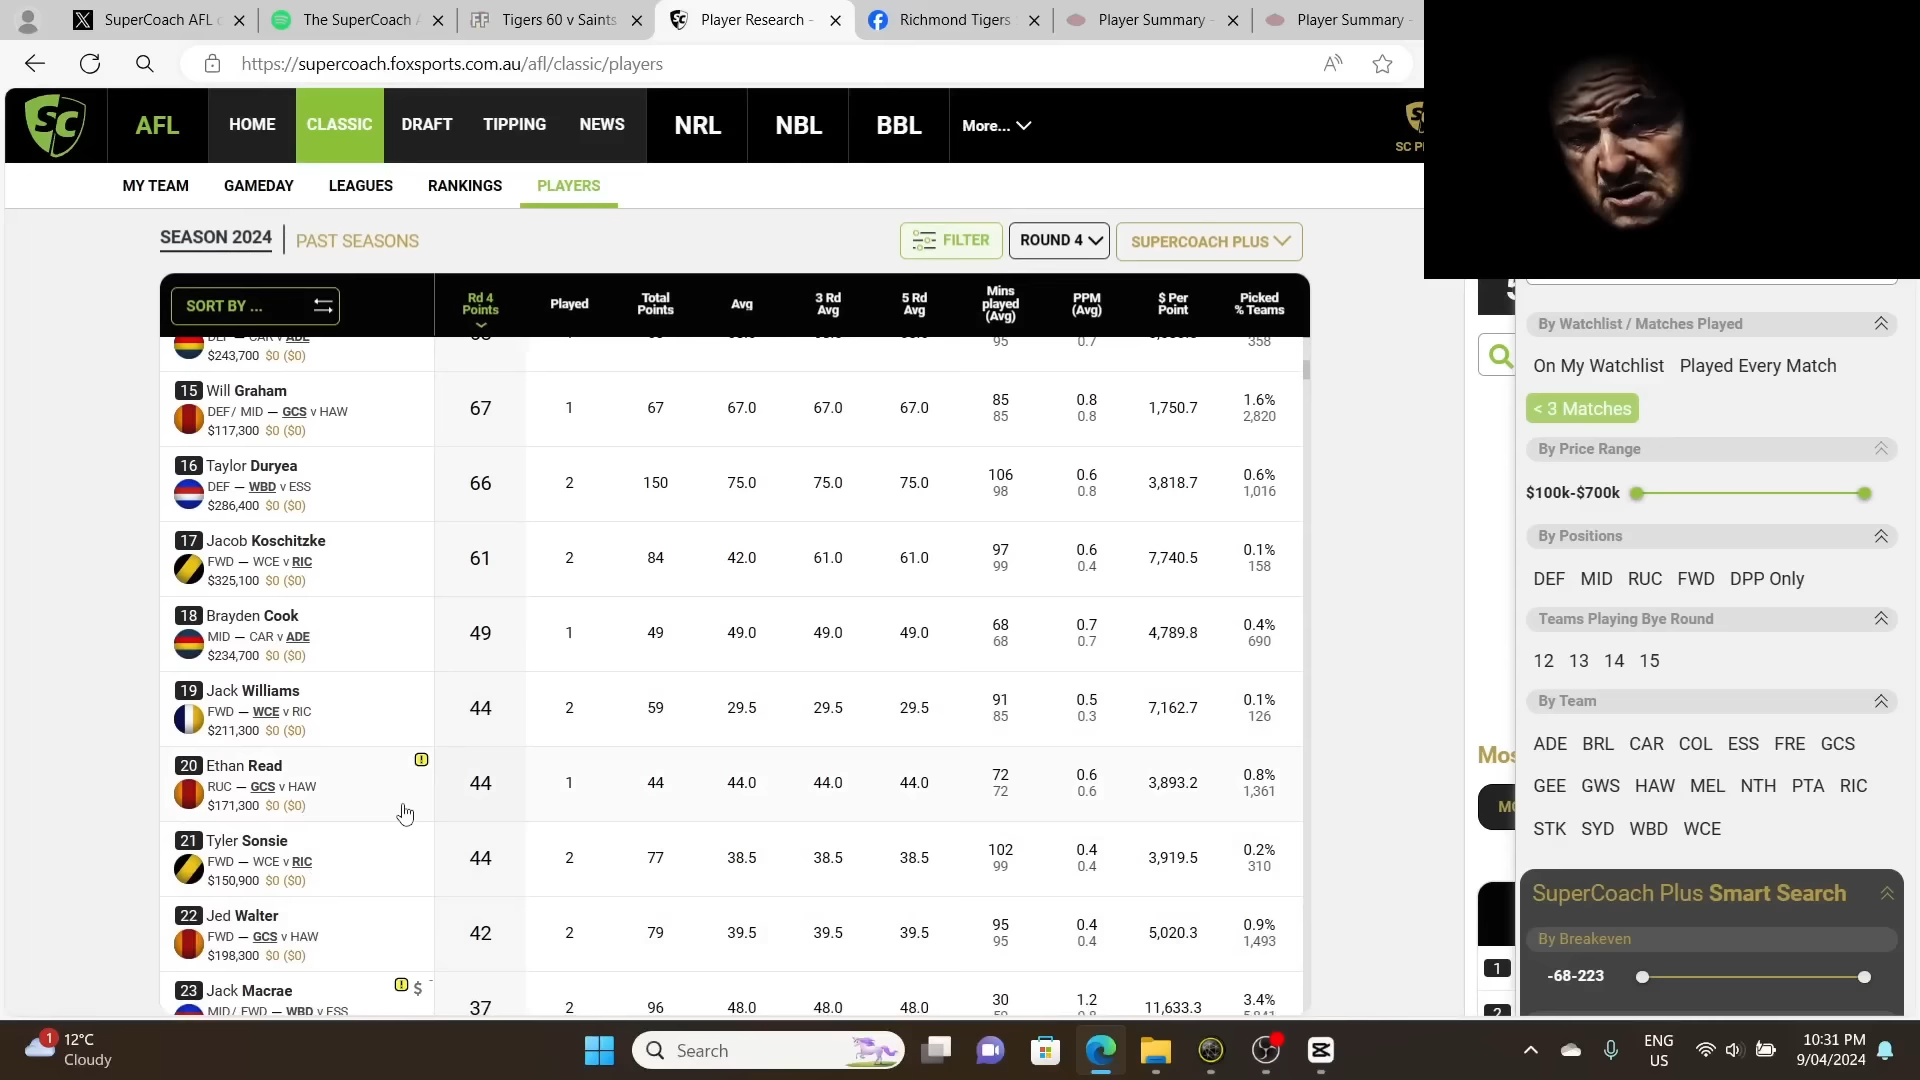 SuperCoach AFL c
The SuperCoach A
FF Tigers 60 v Saints
SC Player Research -
Richmond Tigers
Player Summary -
Player Summary -
https://supercoach.foxsports.com.au/afl/classic/players
SC AFL HOME CLASSIC DRAFT TIPPING NEWS NRL NBL BBL More...
MY TEAM GAMEDAY LEAGUES RANKINGS PLAYERS
SEASON 2024 PAST SEASONS FILTER ROUND 4 SUPERCOACH PLUS
SORT BY ...
Rd 4 Points
Played
Total Points
Avg
3 Rd Avg
5 Rd Avg
Mins played (Avg)
PPM (Avg)
$ Per Point
Picked % Teams
$243,700 $0 ($0) 95 0.7 358
15 Will Graham
DEF/ MID — GCS v HAW
$117,300 $0 ($0)
67 1 67 67.0 67.0 67.0 85 0.8 1,750.7 1.6%
85 0.8 2,820
16 Taylor Duryea
DEF — WBD v ESS
$286,400 $0 ($0)
66 2 150 75.0 75.0 75.0 106 0.6 3,818.7 0.6%
98 0.8 1,016
17 Jacob Koschitzke
FWD — WCE v RIC
$325,100 $0 ($0)
61 2 84 42.0 61.0 61.0 97 0.6 7,740.5 0.1%
99 0.4 158
18 Brayden Cook
MID — CAR v ADE
$234,700 $0 ($0)
49 1 49 49.0 49.0 49.0 68 0.7 4,789.8 0.4%
68 0.7 690
19 Jack Williams
FWD — WCE v RIC
$211,300 $0 ($0)
44 2 59 29.5 29.5 29.5 91 0.5 7,162.7 0.1%
85 0.3 126
20 Ethan Read
RUC — GCS v HAW
$171,300 $0 ($0)
44 1 44 44.0 44.0 44.0 72 0.6 3,893.2 0.8%
72 0.6 1,361
21 Tyler Sonsie
FWD — WCE v RIC
$150,900 $0 ($0)
44 2 77 38.5 38.5 38.5 102 0.4 3,919.5 0.2%
99 0.4 310
22 Jed Walter
FWD — GCS v HAW
$198,300 $0 ($0)
42 2 79 39.5 39.5 39.5 95 0.4 5,020.3 0.9%
95 0.4 1,493
23 Jack Macrae
MID/ FWD — WBD v ESS
$
37 2 96 48.0 48.0 48.0 30 1.2 11,633.3 3.4%
By Watchlist / Matches Played
On My Watchlist Played Every Match
< 3 Matches
By Price Range
$100k-$700k
By Positions
DEF MID RUC FWD DPP Only
Teams Playing Bye Round
12 13 14 15
By Team
ADE BRL CAR COL ESS FRE GCS
GEE GWS HAW MEL NTH PTA RIC
STK SYD WBD WCE
SuperCoach Plus Smart Search
By Breakeven
-68-223
1
2
1
12°C
Cloudy
Search
ENG
US
10:31 PM
9/04/2024